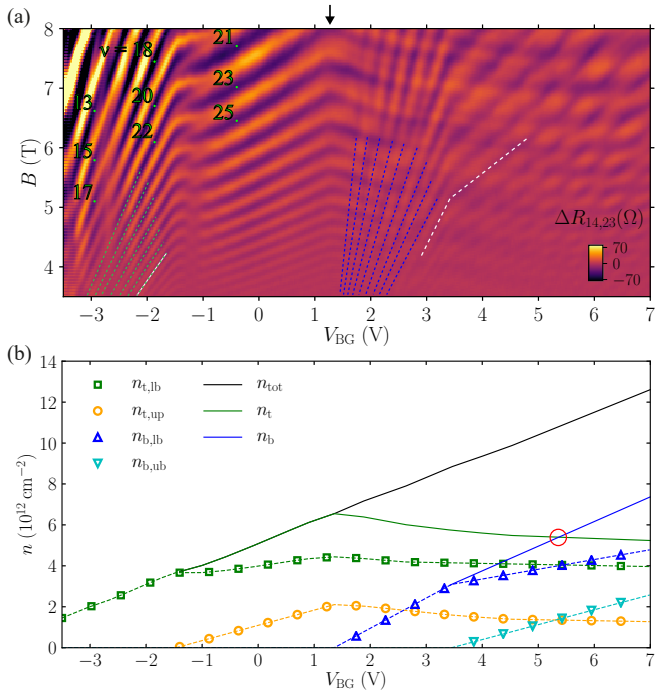 (a)
8
7
6
5
4
B (T)
ν = 18
21
13
20
23
15
22
25
17
ΔR14,23(Ω)
70
0
−70
−3 −2 −1 0 1 2 3 4 5 6 7
VBG (V)
(b)
14
12
10
8
6
4
2
0
n (10^12 cm^−2)
nt,lb ntot
nt,up nt
nb,lb nb
nb,ub
−3 −2 −1 0 1 2 3 4 5 6 7
VBG (V)